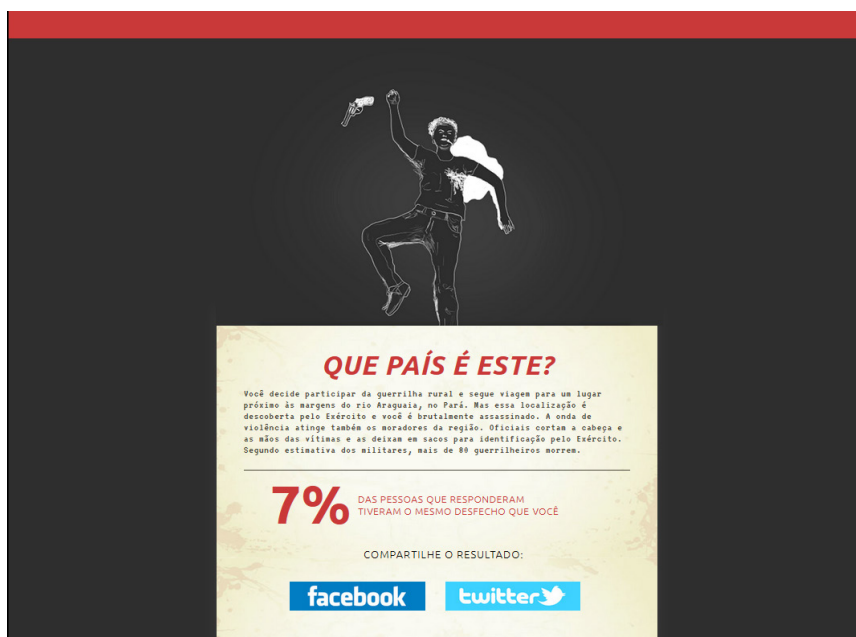 QUE PAÍS É ESTE?
Você decide participar da guerrilha rural e segue viagem para um lugar
próximo às margens do rio Araguaia, no Pará. Mas essa localização é
descoberta pelo Exército e você é brutalmente assassinado. A onda de
violência atinge também os moradores da região. Oficiais cortam a cabeça e
as mãos das vítimas e as deixam em sacos para identificação pelo Exército.
Segundo estimativa dos militares, mais de 80 guerrilheiros morrem.
7% DAS PESSOAS QUE RESPONDERAM
TIVERAM O MESMO DESFECHO QUE VOCÊ
COMPARTILHE O RESULTADO:
facebook twitter